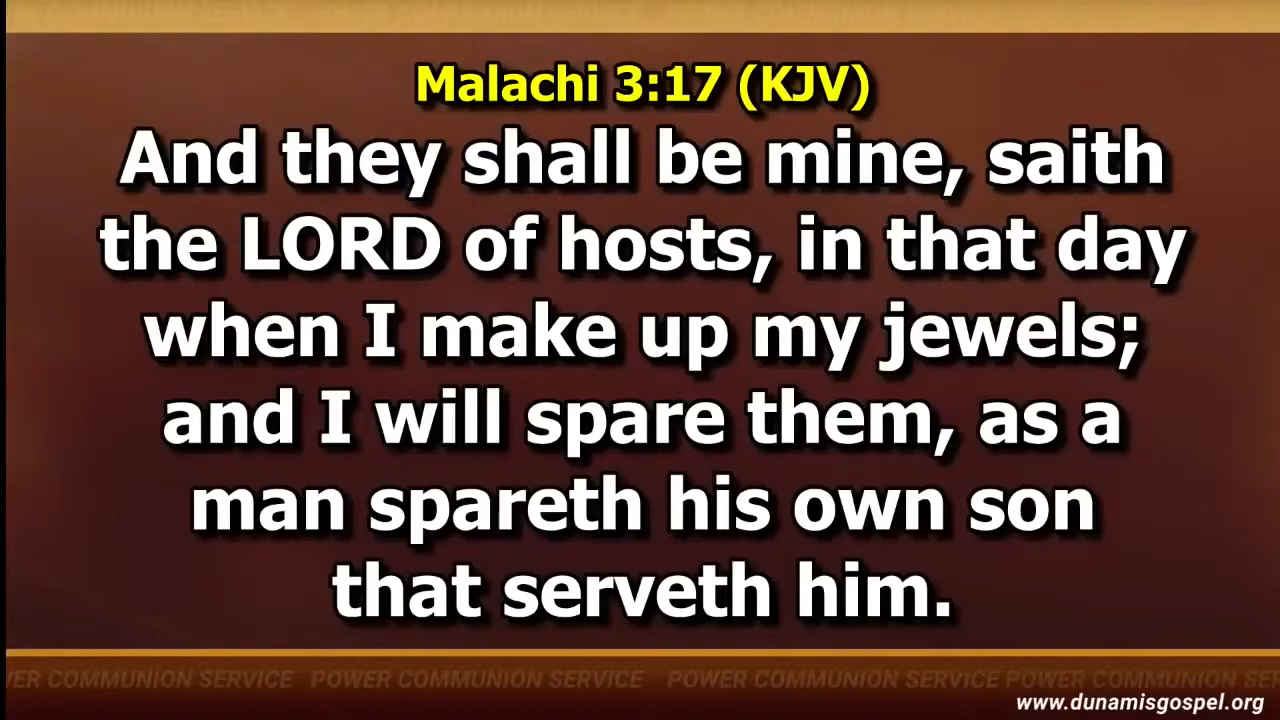 Malachi 3:17 (KJV)
And they shall be mine, saith
the LORD of hosts, in that day
when I make up my jewels;
and I will spare them, as a
man spareth his own son
that serveth him.
ER COMMUNION SERVICE POWER COMMUNION SERVICE POWER COMMUNION SERVICE POWER COMMUNION SER
www.dunamisgospel.org